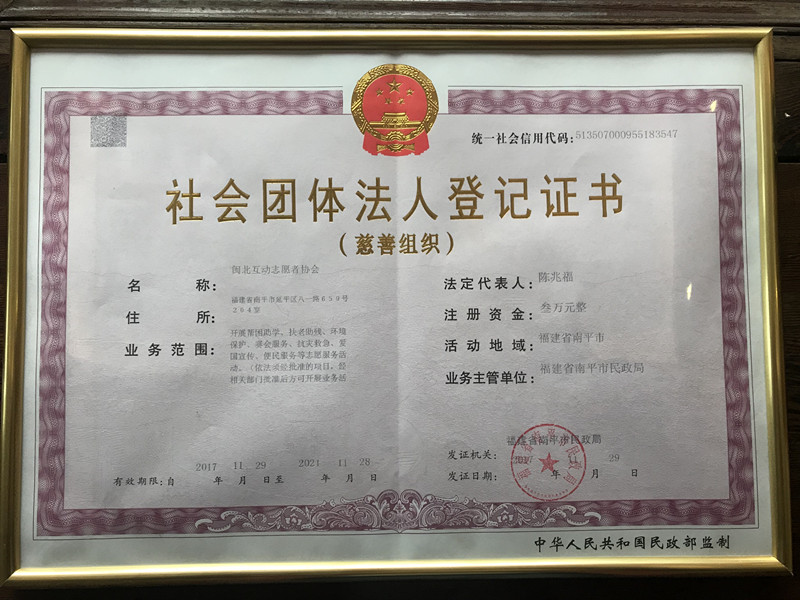 统一社会信用代码：513507000955183547
社会团体法人登记证书
（慈善组织）
名 称： 闽北互动志愿者协会
住 所： 福建省南平市延平区八一路659号
204室
业务范围： 开展帮困助学、扶老助残、环境
保护、赛会服务、抗灾救急、爱
国宣传、便民服务等志愿服务活
动。（依法须经批准的项目，经
相关部门批准后方可开展业务活
法定代表人： 陈兆福
注册资金： 叁万元整
活动地域： 福建省南平市
业务主管单位： 福建省南平市民政局
发证机关： 福建省南平市民政局
发证日期： 2017 年 月 29 日
有效期限：自 2017 年 11 月 29 日至 2021 年 11 月 28 日
中华人民共和国民政部监制